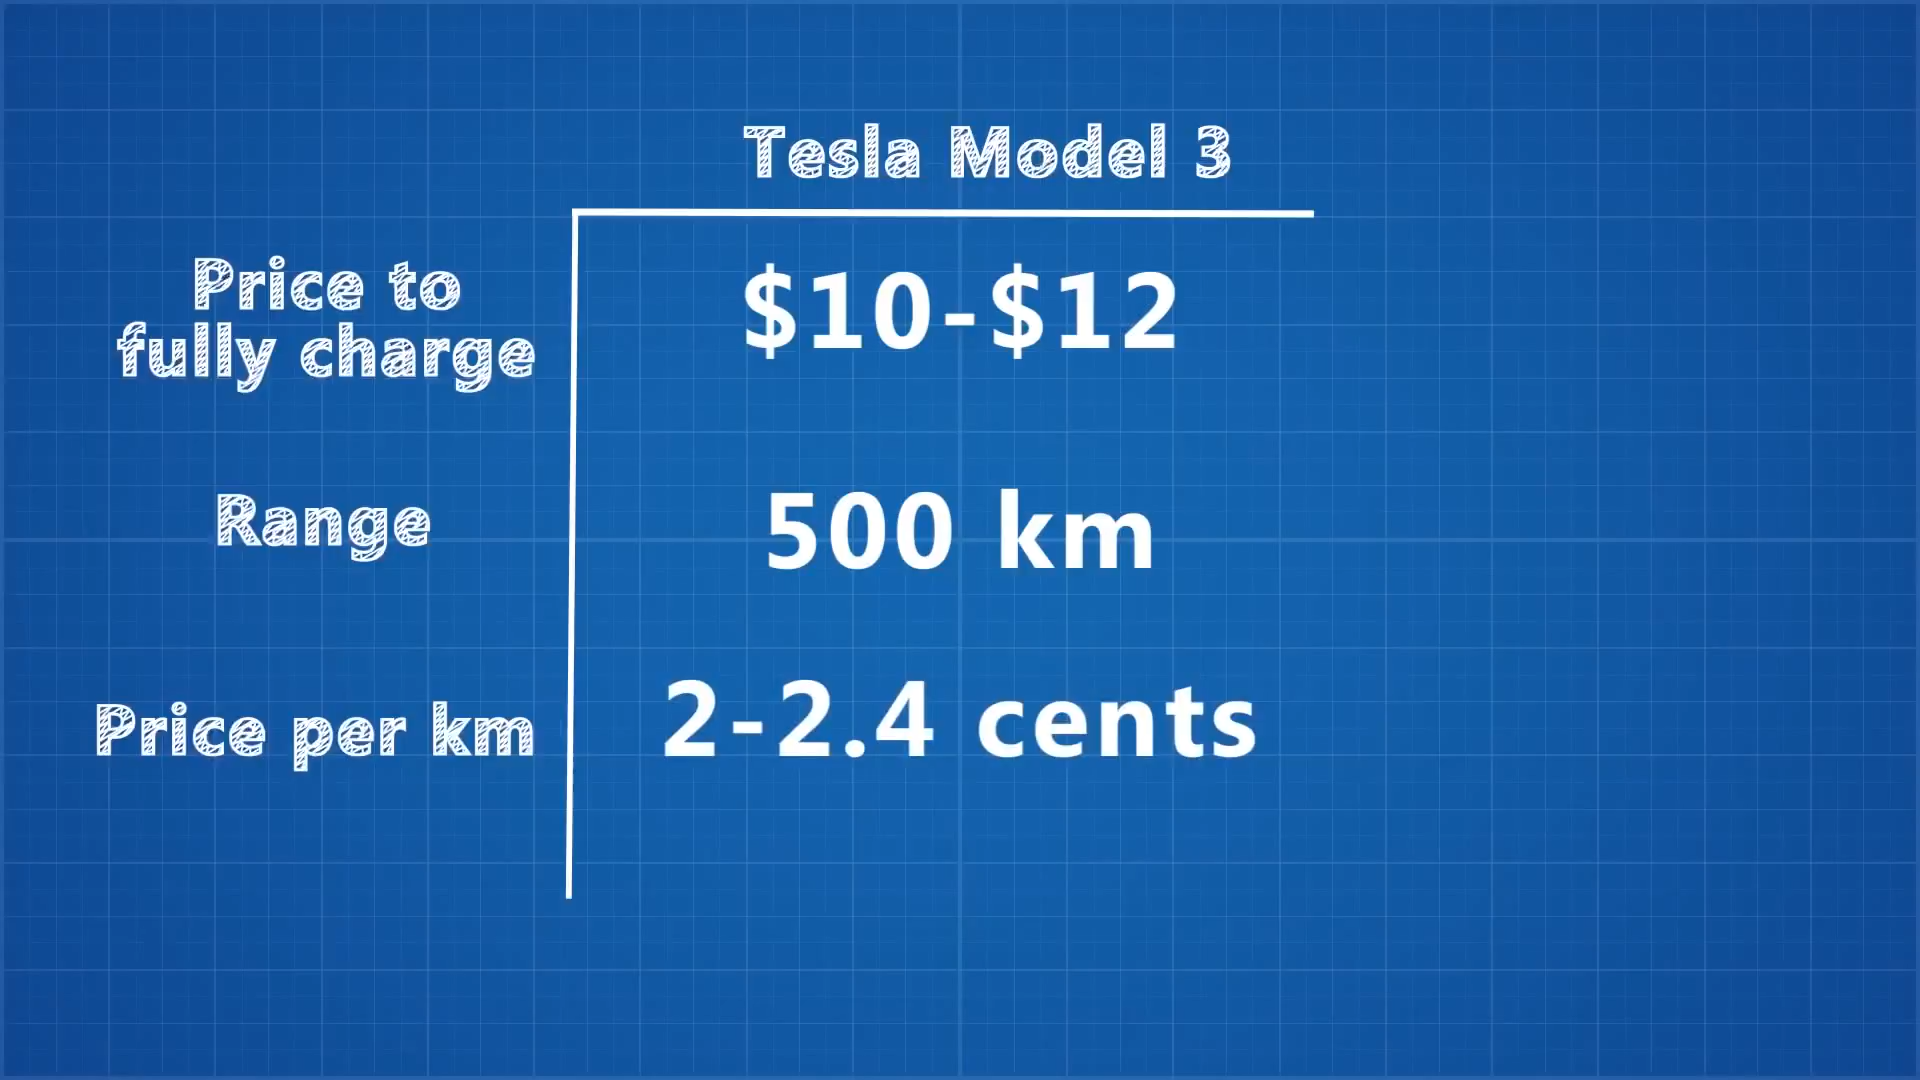 Tesla Model 3
Price to
fully charge
$10-$12
Range
500 km
Price per km
2-2.4 cents